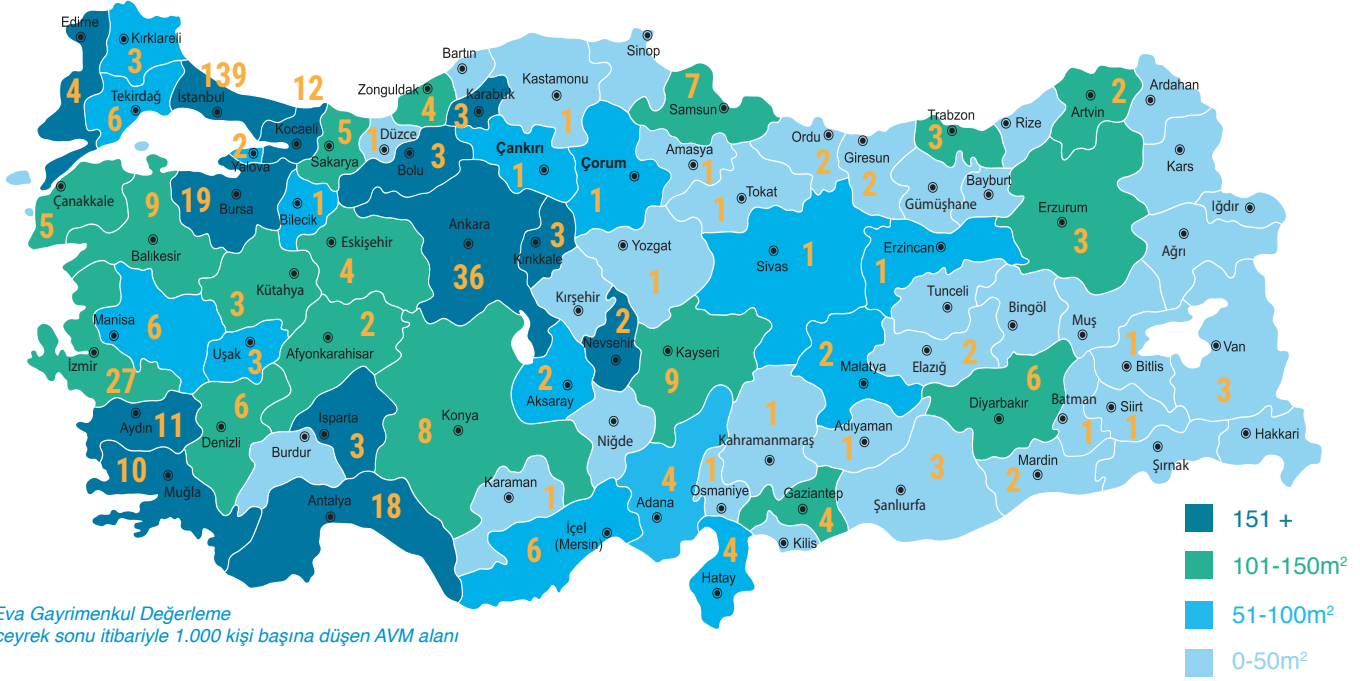 Edirne
Kırklareli
3
4
Tekirdağ
6
139
İstanbul
12
Kocaeli
2
Yalova
5
Sakarya
1
Düzce
Zonguldak
4
Bartın
Karabük
3
Bolu
3
Kastamonu
1
Sinop
7
Samsun
Çankırı
1
Çorum
1
Amasya
1
Tokat
1
Ordu
2
Giresun
2
Trabzon
3
Rize
Gümüşhane
Bayburt
Artvin
2
Ardahan
Kars
Iğdır
Ağrı
Erzurum
3
Erzincan
1
Sivas
1
Yozgat
1
Kırıkkale
3
Ankara
36
Eskişehir
4
Bilecik
1
Bursa
19
Çanakkale
5
Balıkesir
9
Kütahya
3
Manisa
6
Uşak
3
Afyonkarahisar
2
İzmir
27
Aydın
11
Denizli
6
Muğla
10
Burdur
Isparta
3
Antalya
18
Konya
8
Karaman
1
Aksaray
2
Kırşehir
Nevşehir
2
Niğde
Kayseri
9
İçel
(Mersin)
6
Adana
4
Osmaniye
1
Hatay
4
Kahramanmaraş
1
Gaziantep
4
Kilis
Malatya
2
Adıyaman
1
Şanlıurfa
3
Tunceli
Elazığ
2
Bingöl
Muş
Diyarbakır
6
Batman
1
Mardin
2
Bitlis
1
Siirt
1
Van
3
Şırnak
Hakkari
151 +
101-150m²
51-100m²
0-50m²
Eva Gayrimenkul Değerleme
çeyrek sonu itibariyle 1.000 kişi başına düşen AVM alanı